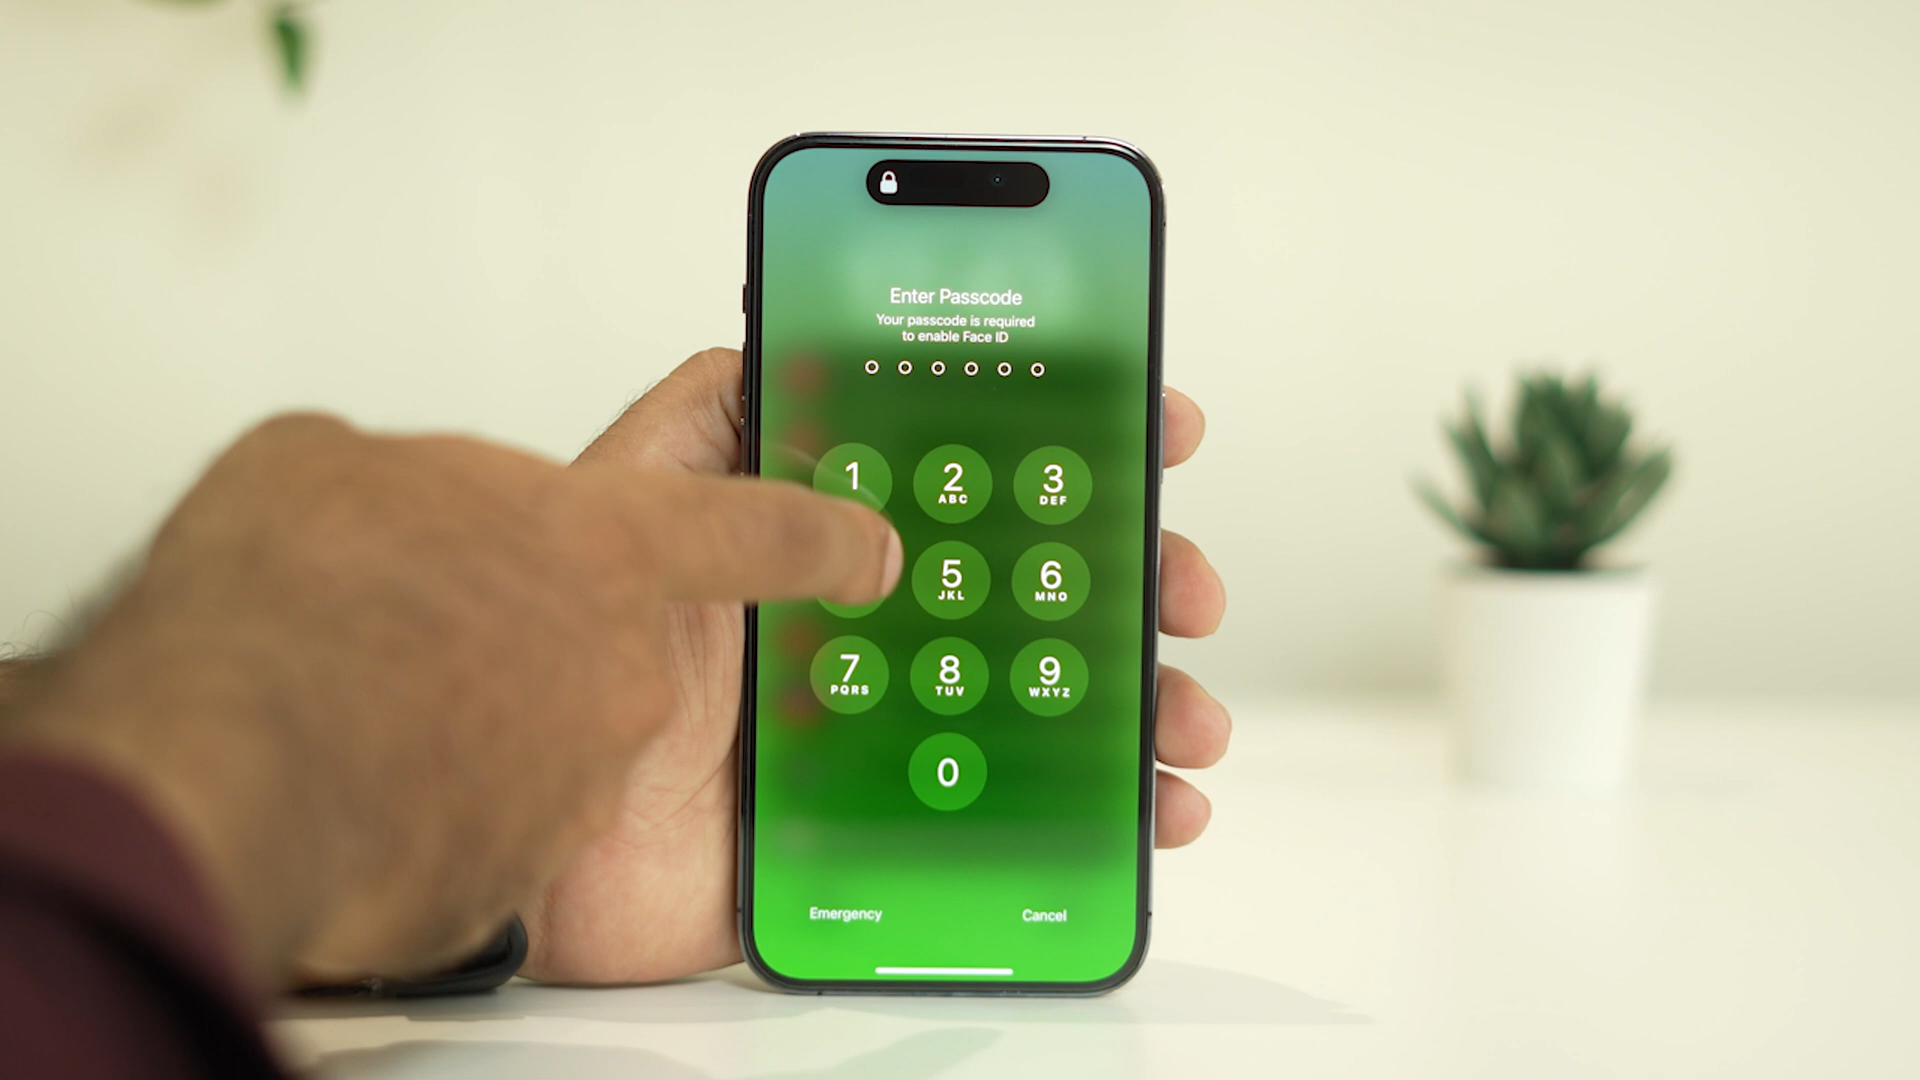 Enter Passcode
Your passcode is required
to enable Face ID
1
2
ABC
3
DEF
5
JKL
6
MNO
7
PQRS
8
TUV
9
WXYZ
0
Emergency
Cancel